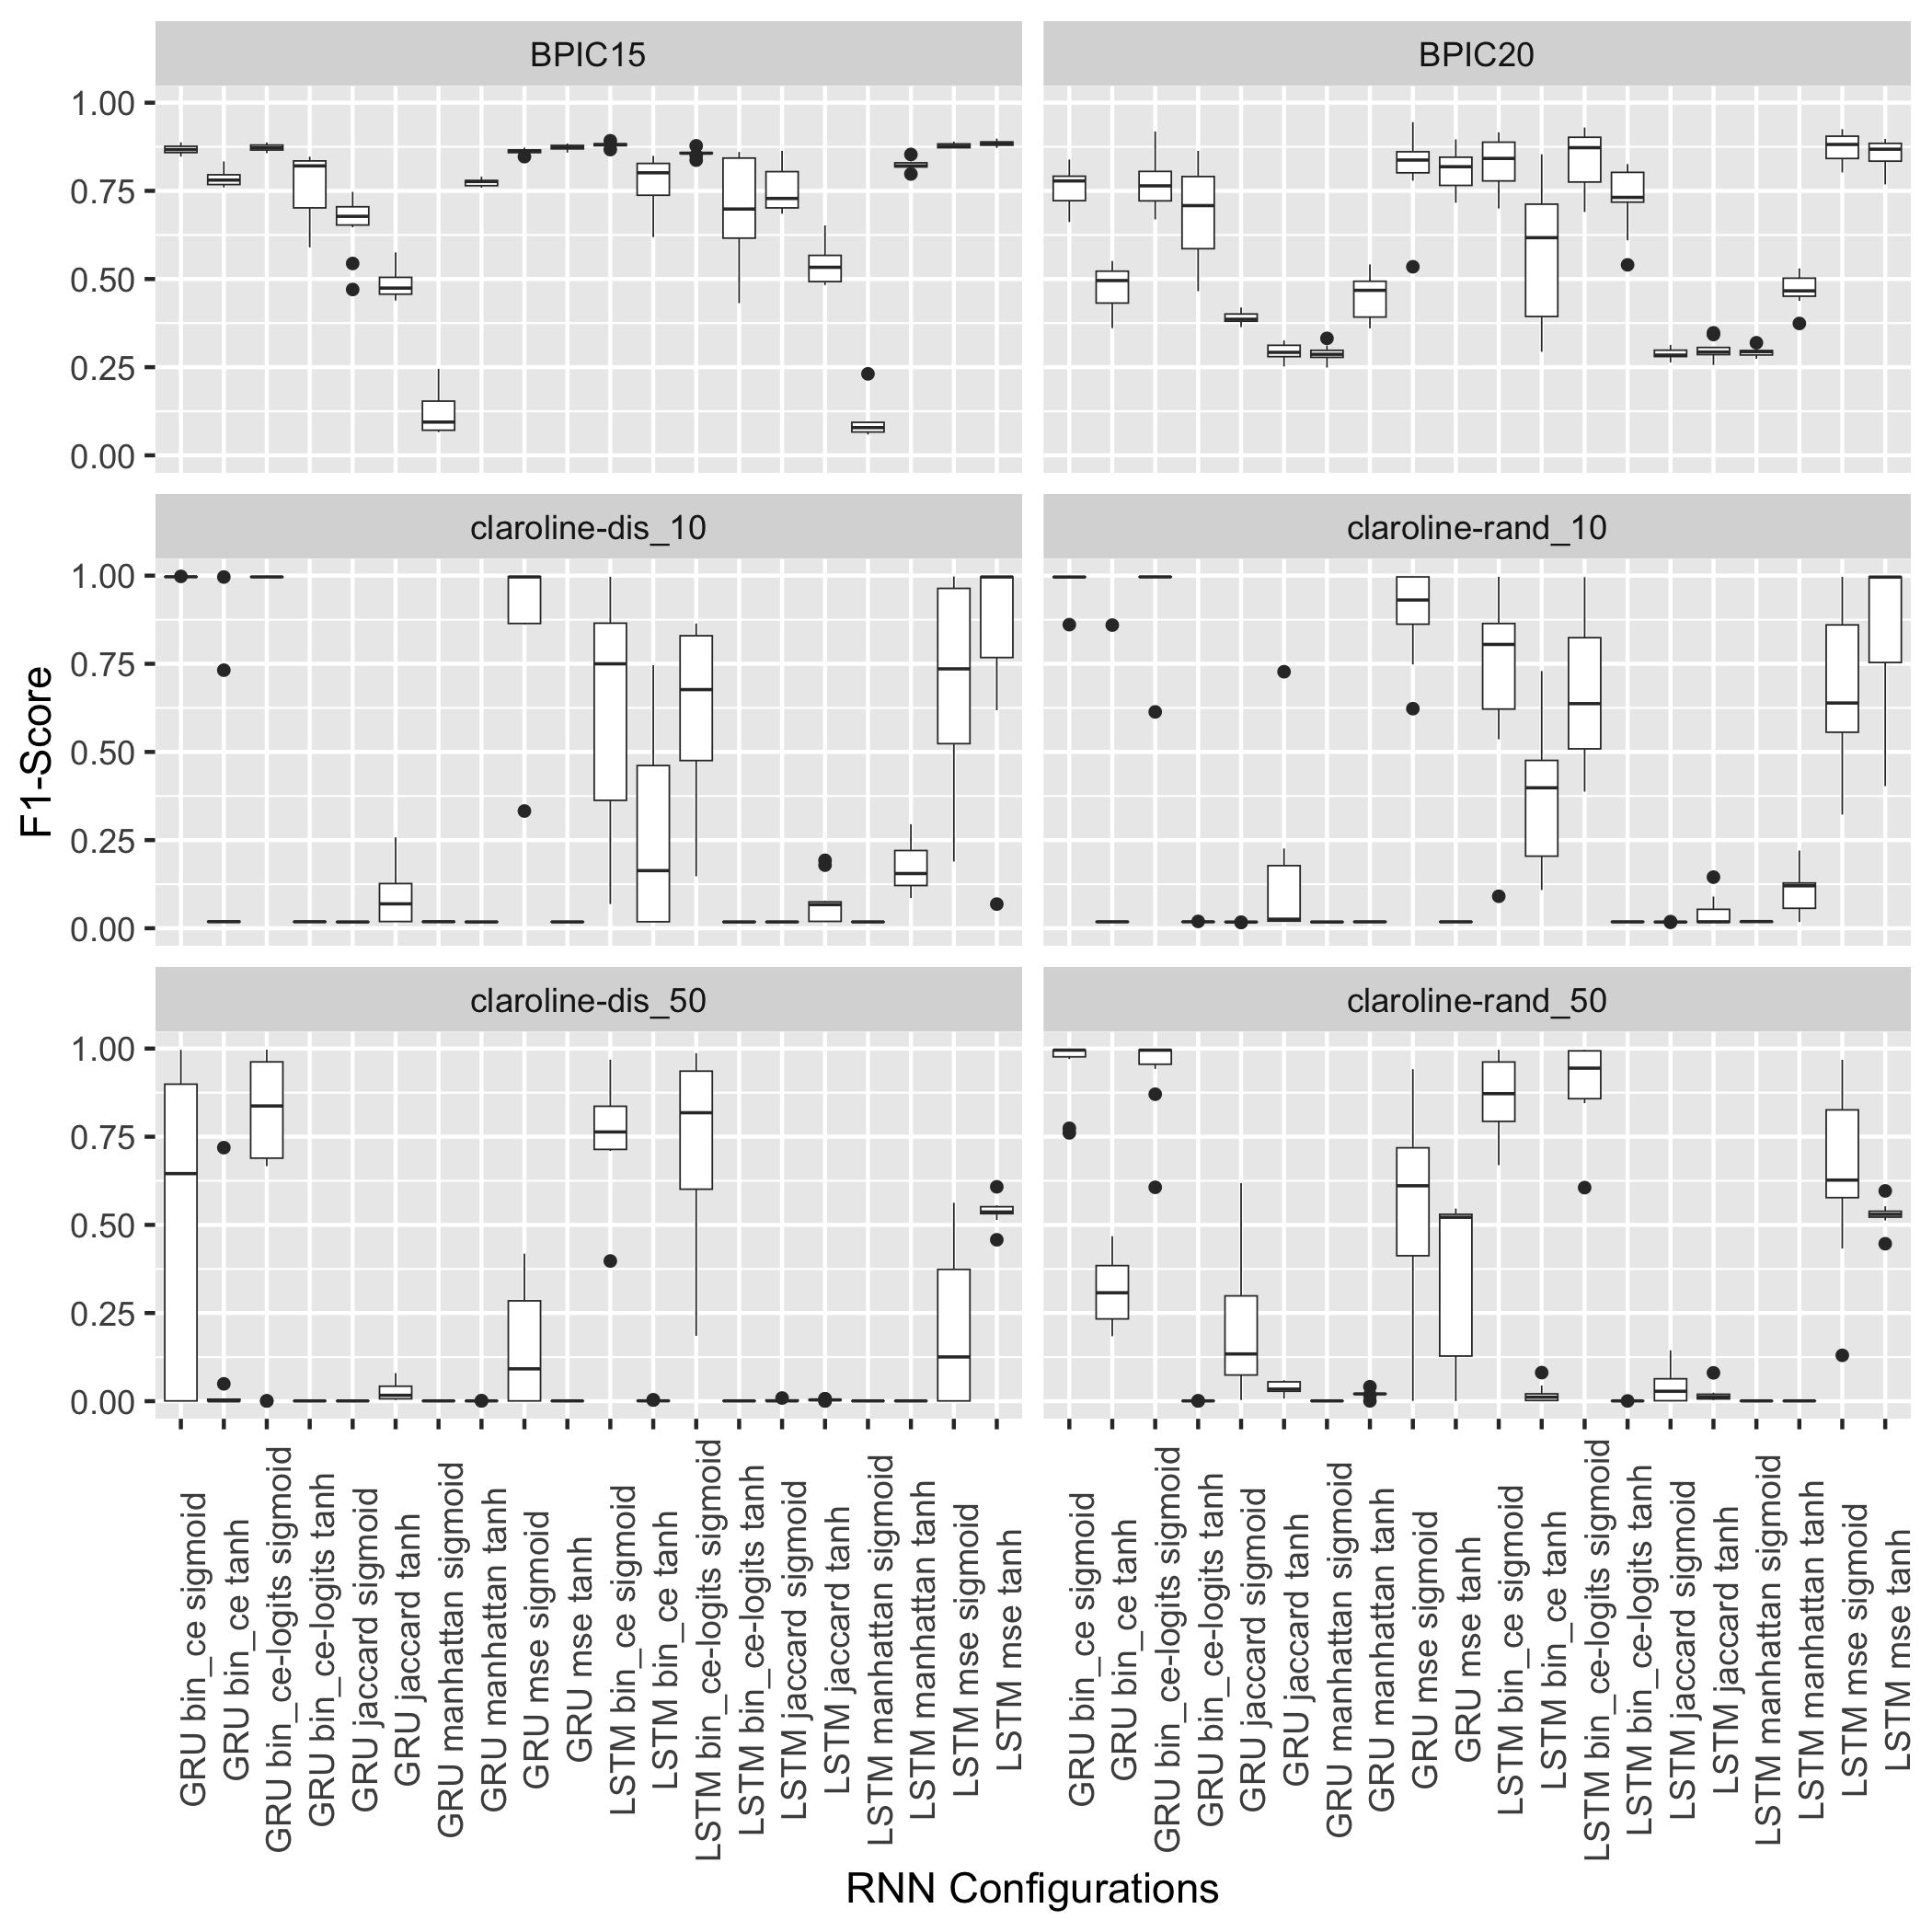 BPIC15
BPIC20
1.00
0.75
0.50
0.25
0.00
claroline-dis_10
claroline-rand_10
1.00
0.75
0.50
0.25
0.00
F1-Score
claroline-dis_50
claroline-rand_50
1.00
0.75
0.50
0.25
0.00
GRU bin_ce sigmoid
GRU bin_ce tanh
GRU bin_ce-logits sigmoid
GRU bin_ce-logits tanh
GRU jaccard sigmoid
GRU jaccard tanh
GRU manhattan sigmoid
GRU manhattan tanh
GRU mse sigmoid
GRU mse tanh
LSTM bin_ce sigmoid
LSTM bin_ce tanh
LSTM bin_ce-logits sigmoid
LSTM bin_ce-logits tanh
LSTM jaccard sigmoid
LSTM jaccard tanh
LSTM manhattan sigmoid
LSTM manhattan tanh
LSTM mse sigmoid
LSTM mse tanh
GRU bin_ce sigmoid
GRU bin_ce tanh
GRU bin_ce-logits sigmoid
GRU bin_ce-logits tanh
GRU jaccard sigmoid
GRU jaccard tanh
GRU manhattan sigmoid
GRU manhattan tanh
GRU mse sigmoid
GRU mse tanh
LSTM bin_ce sigmoid
LSTM bin_ce tanh
LSTM bin_ce-logits sigmoid
LSTM bin_ce-logits tanh
LSTM jaccard sigmoid
LSTM jaccard tanh
LSTM manhattan sigmoid
LSTM manhattan tanh
LSTM mse sigmoid
LSTM mse tanh
RNN Configurations